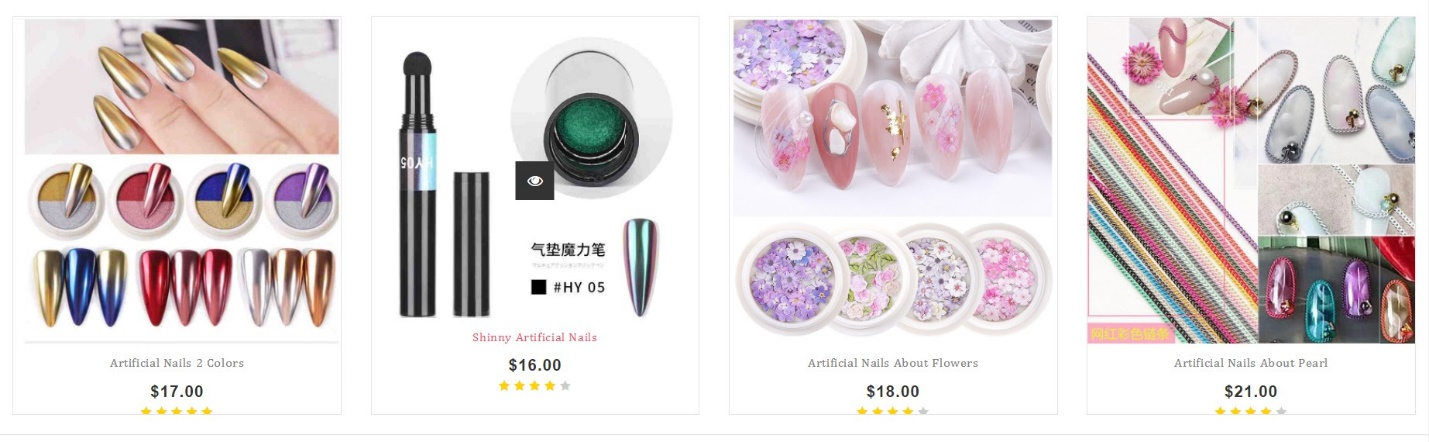 Artificial Nails 2 Colors
$17.00
HY05
气垫魔力笔
#HY 05
Shinny Artificial Nails
$16.00
Artificial Nails About Flowers
$18.00
网红彩色链条
Artificial Nails About Pearl
$21.00